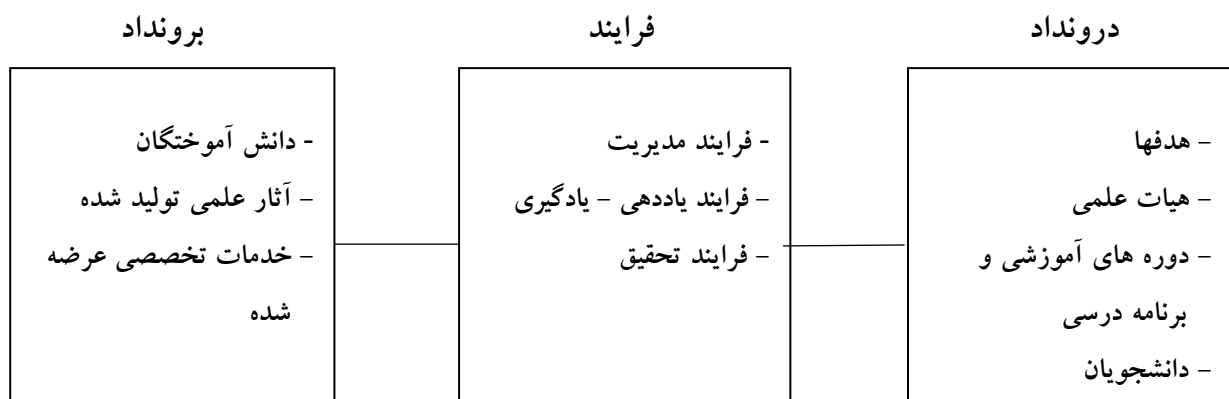 درونداد
- هدفها
- هیات علمی
- دوره های آموزشی و
برنامه درسی
- دانشجویان
فرایند
- فرایند مدیریت
- فرایند یاددهی - یادگیری
- فرایند تحقیق
برونداد
- دانش آموختگان
- آثار علمی تولید شده
- خدمات تخصصی عرضه
شده